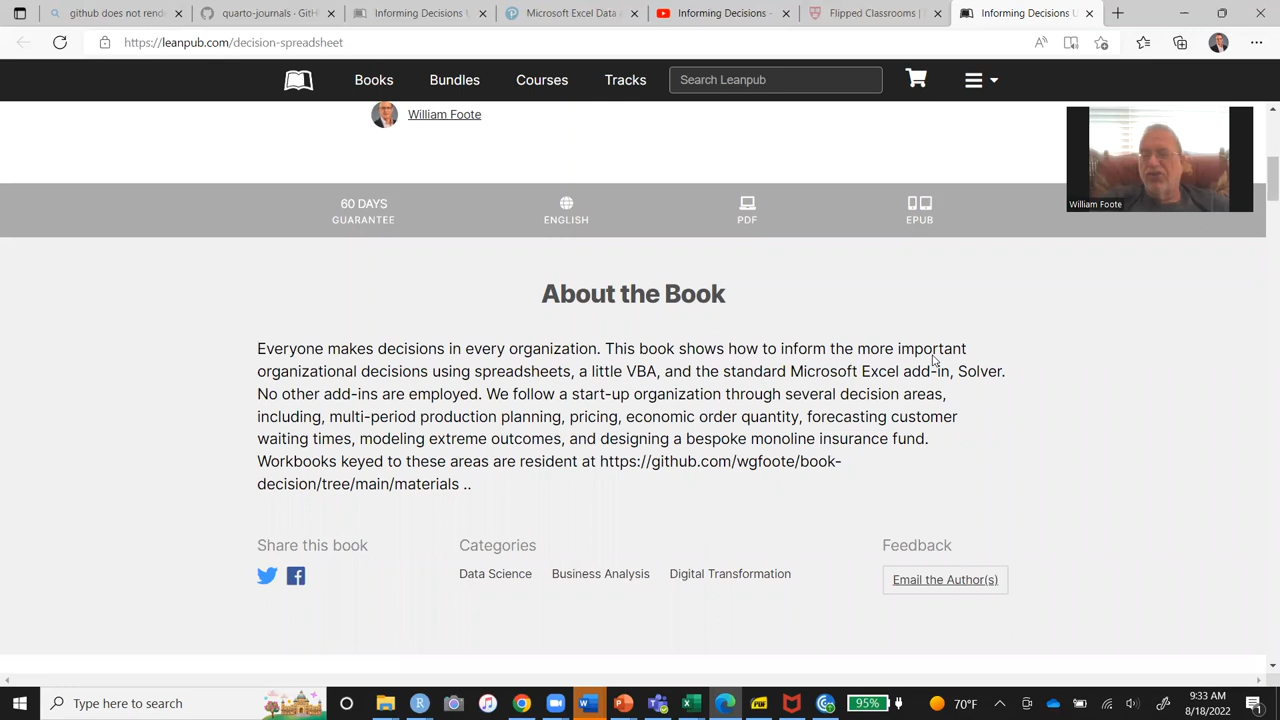 github does not rend
quarto-journals · GitH
Informing Decisions U
Microsoft Excel Data A
Informing Decisions -
Flipped Classrooms |
Informing Decisions U
https://leanpub.com/decision-spreadsheet
Books
Bundles
Courses
Tracks
Search Leanpub
William Foote
William Foote
60 DAYS
GUARANTEE
ENGLISH
PDF
EPUB
About the Book
Everyone makes decisions in every organization. This book shows how to inform the more important
organizational decisions using spreadsheets, a little VBA, and the standard Microsoft Excel add-in, Solver.
No other add-ins are employed. We follow a start-up organization through several decision areas,
including, multi-period production planning, pricing, economic order quantity, forecasting customer
waiting times, modeling extreme outcomes, and designing a bespoke monoline insurance fund.
Workbooks keyed to these areas are resident at https://github.com/wgfoote/book-
decision/tree/main/materials ..
Share this book
Categories
Feedback
Data Science
Business Analysis
Digital Transformation
Email the Author(s)
Type here to search
95%
70°F
9:33 AM
8/18/2022